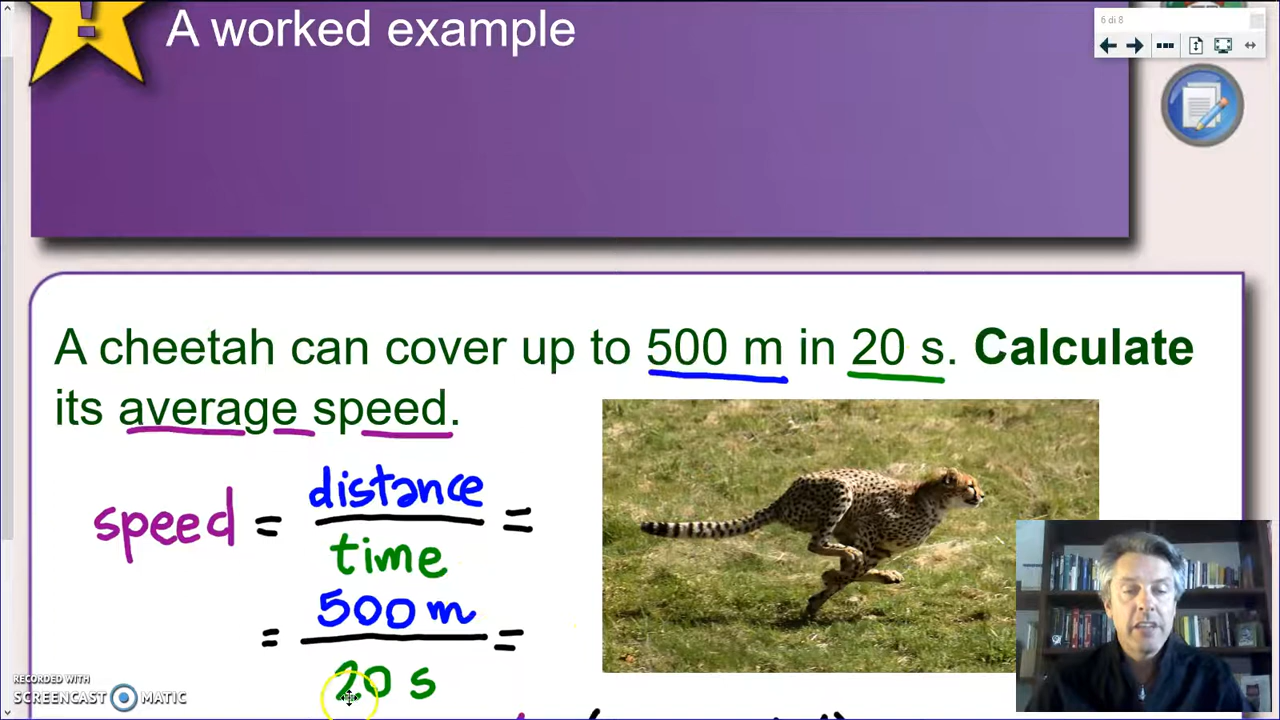 A worked example
6 di 8
A cheetah can cover up to 500 m in 20 s. Calculate
its average speed.
speed = distance =
time
= 500 m =
20 s
RECORDED WITH
SCREENCAST MATIC